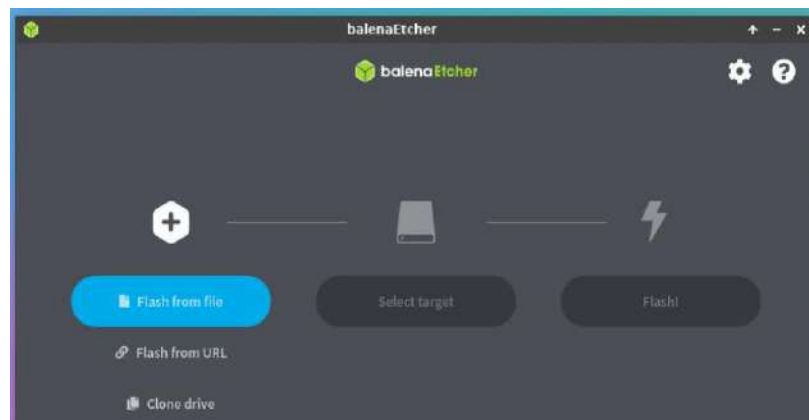 balenaEtcher
balenaEtcher
Flash from file
Select target
Flash!
Flash from URL
Clone drive